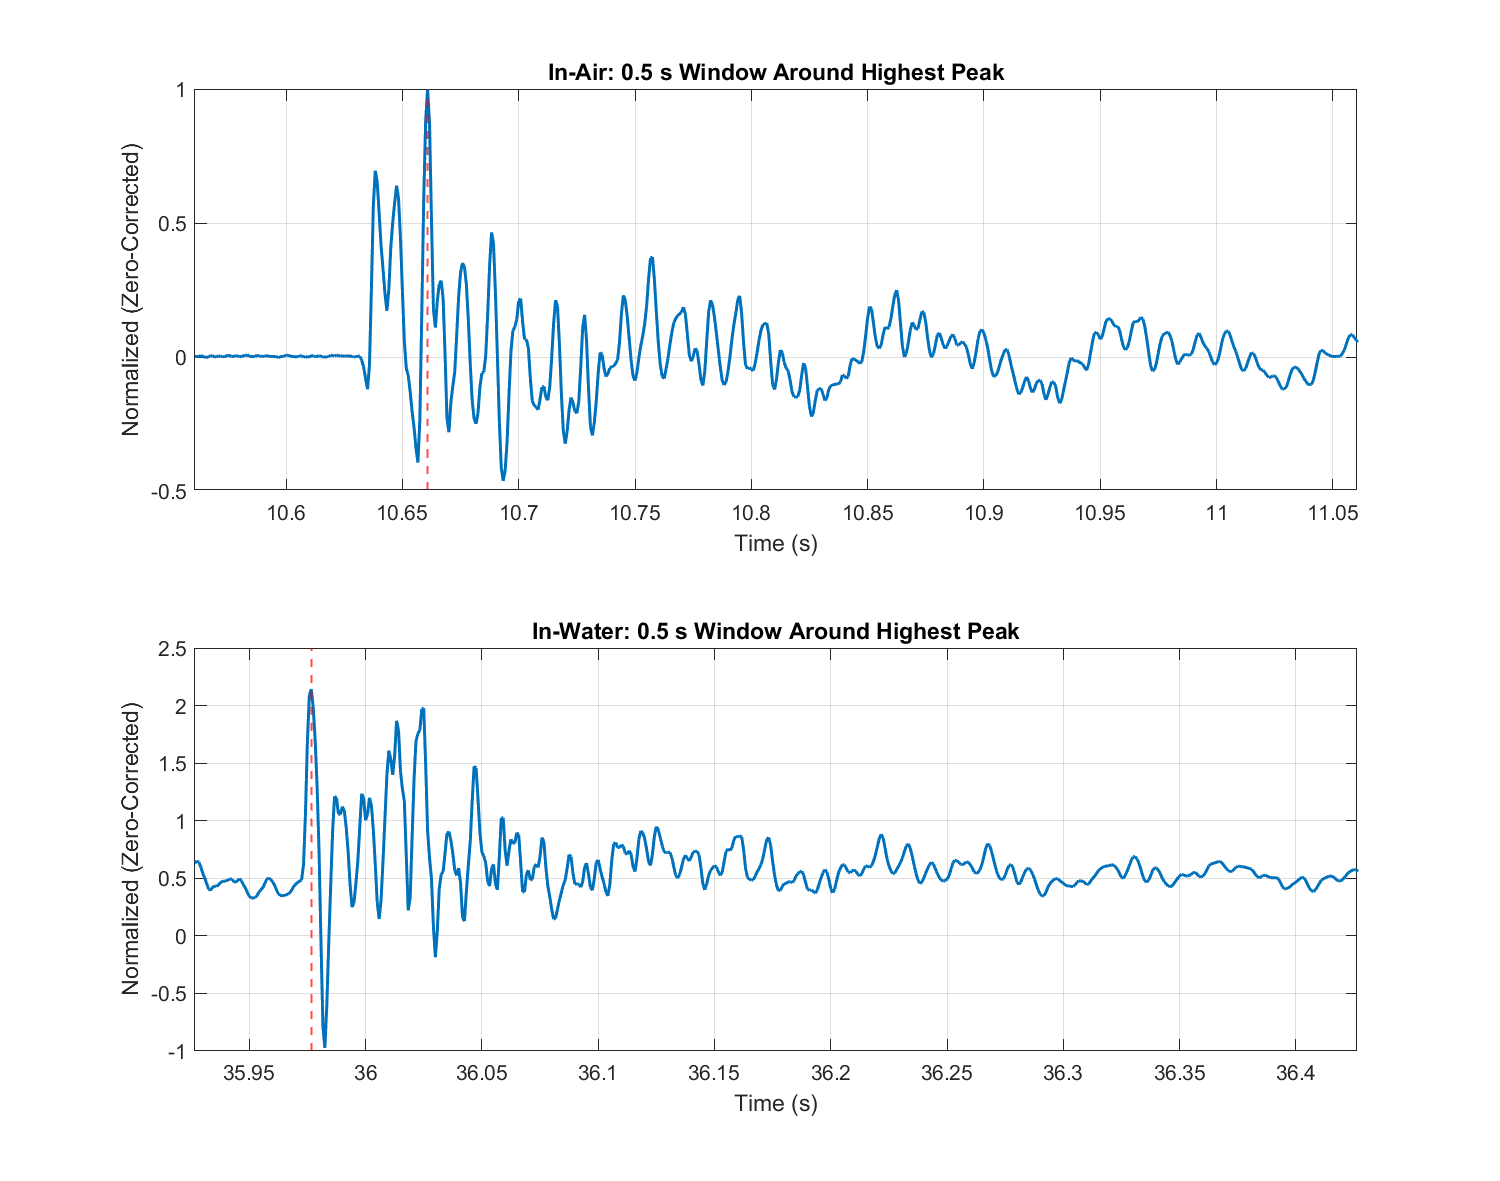 In-Air: 0.5 s Window Around Highest Peak
1
0.5
0
-0.5
Normalized (Zero-Corrected)
10.6 10.65 10.7 10.75 10.8 10.85 10.9 10.95 11 11.05
Time (s)
In-Water: 0.5 s Window Around Highest Peak
2.5
2
1.5
1
0.5
0
-0.5
-1
Normalized (Zero-Corrected)
35.95 36 36.05 36.1 36.15 36.2 36.25 36.3 36.35 36.4
Time (s)